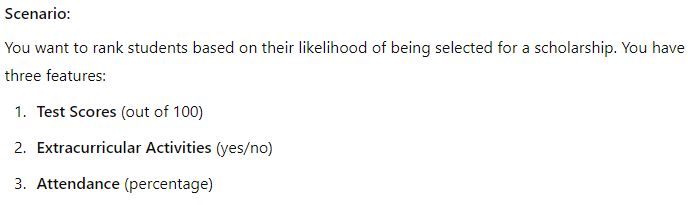 Scenario:
You want to rank students based on their likelihood of being selected for a scholarship. You have
three features:
1. Test Scores (out of 100)
2. Extracurricular Activities (yes/no)
3. Attendance (percentage)